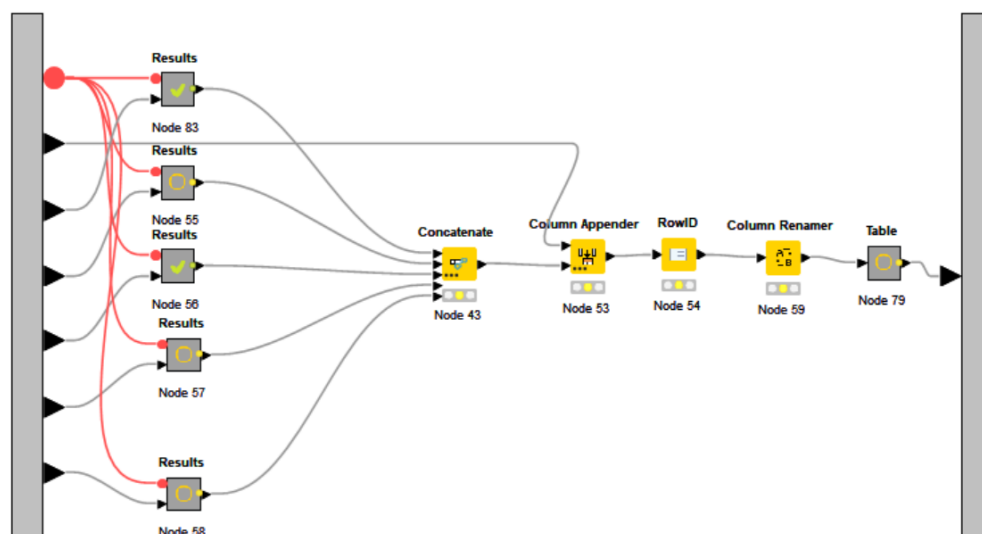 Results
Node 83
Results
Node 55
Results
Node 56
Results
Node 57
Results
Node 58
Concatenate
Node 43
Column Appender
Node 53
RowID
Node 54
Column Renamer
Node 59
Table
Node 79